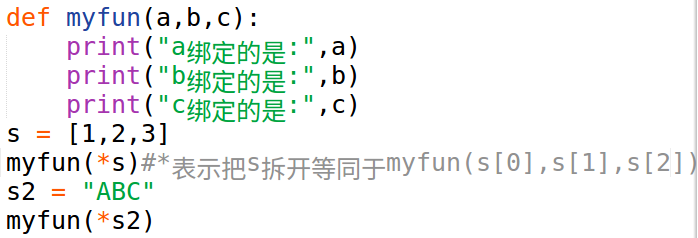 def myfun(a,b,c):
    print("a绑定的是:",a)
    print("b绑定的是:",b)
    print("c绑定的是:",c)
s = [1,2,3]
myfun(*s)#*表示把s拆开等同于myfun(s[0],s[1],s[2])
s2 = "ABC"
myfun(*s2)